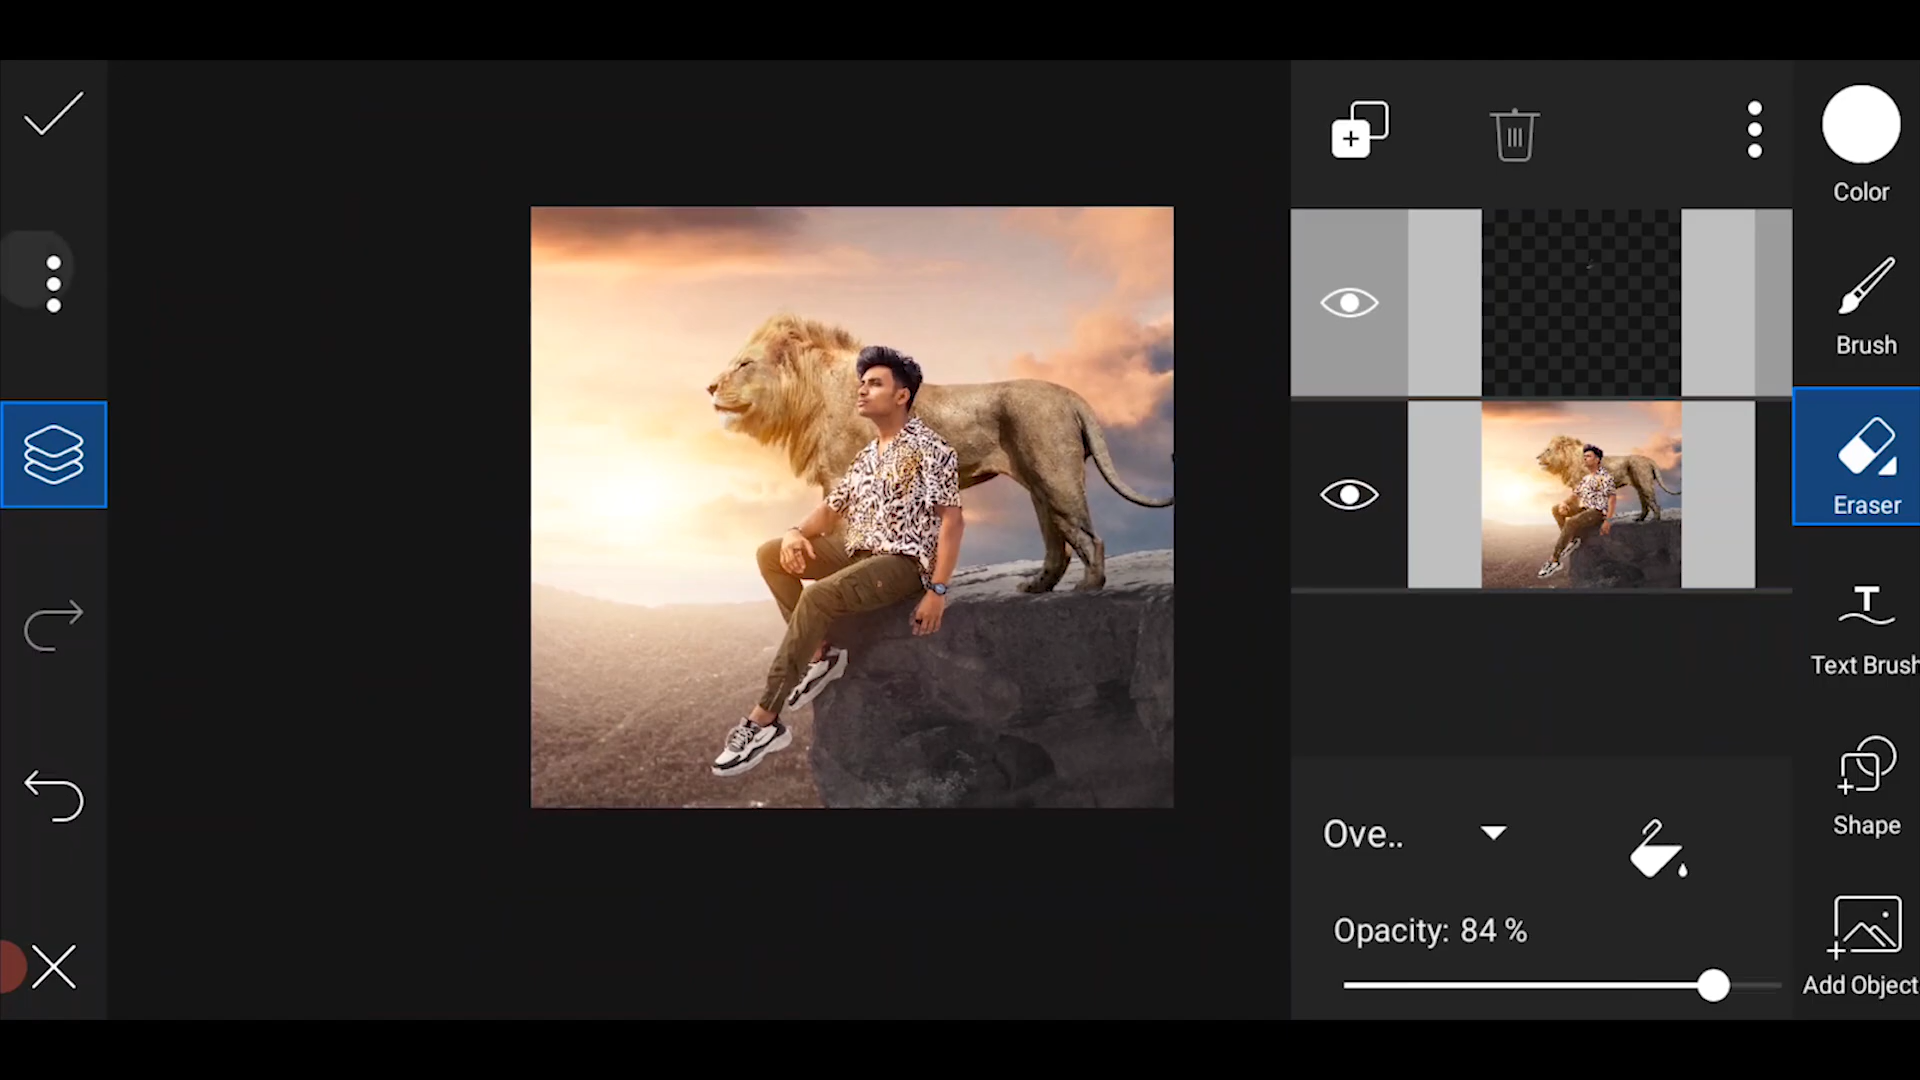 Color
Brush
Eraser
Text Brush
Shape
Ove..
Opacity: 84 %
Add Object